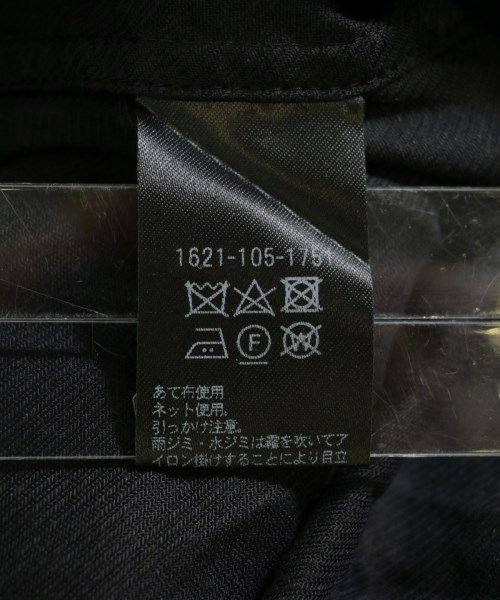 1621-105-1751
F
W
あて布使用
ネット使用。
引っかけ注意。
雨ジミ・水ジミは霧を吹いてア
イロン掛けすることにより目立